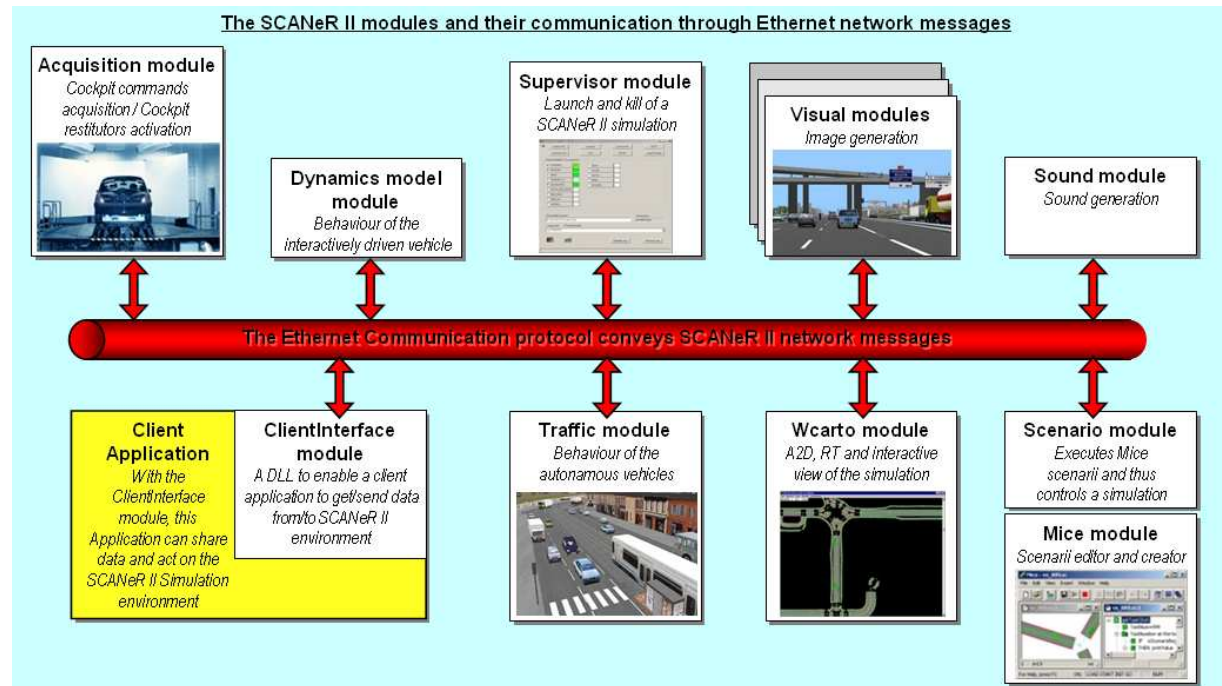 The SCANeR II modules and their communication through Ethernet network messages
Acquisition module
Cockpit commands
acquisition / Cockpit
restitutors activation
Dynamics model
module
Behaviour of the
interactively driven vehicle
Supervisor module
Launch and kill of a
SCANeR II simulation
Visual modules
Image generation
Sound module
Sound generation
The Ethernet Communication protocol conveys SCANeR II network messages
Client
Application
With the
ClientInterface
module, this
Application can share
data and act on the
SCANeR II Simulation
environment
ClientInterface
module
A DLL to enable a client
application to get/send data
from/to SCANeR II
environment
Traffic module
Behaviour of the
autonamous vehicles
Wcarto module
A2D, RT and interactive
view of the simulation
Scenario module
Executes Mice
scenarii and thus
controls a simulation
Mice module
Scenarii editor and creator
File Edit View Insert Window Help